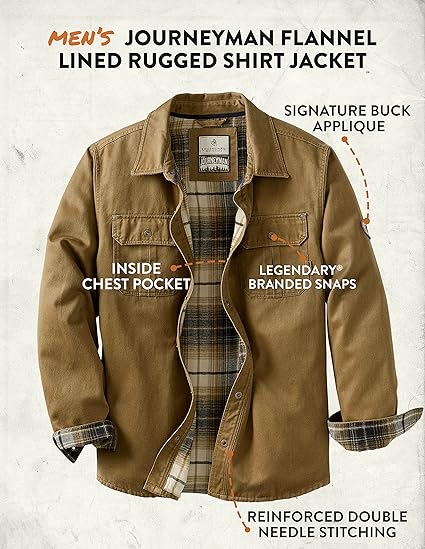 MEN'S JOURNEYMAN FLANNEL
LINED RUGGED SHIRT JACKET
SIGNATURE BUCK
APPLIQUE
JOURNEYMAN
INSIDE
CHEST POCKET
LEGENDARY®
BRANDED SNAPS
REINFORCED DOUBLE
NEEDLE STITCHING